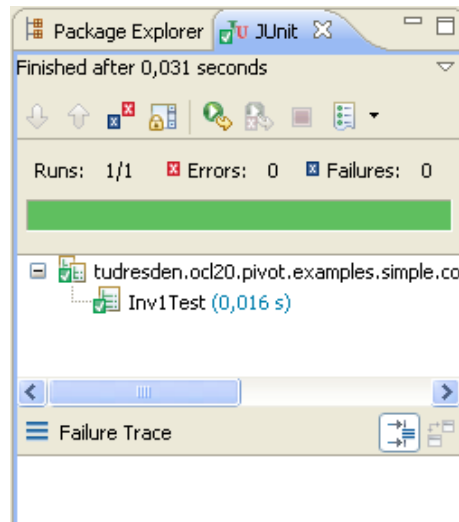 Package Explorer JUnit
Finished after 0,031 seconds
Runs: 1/1 Errors: 0 Failures: 0
tudresden.ocl20.pivot.examples.simple.co
Inv1Test (0,016 s)
Failure Trace